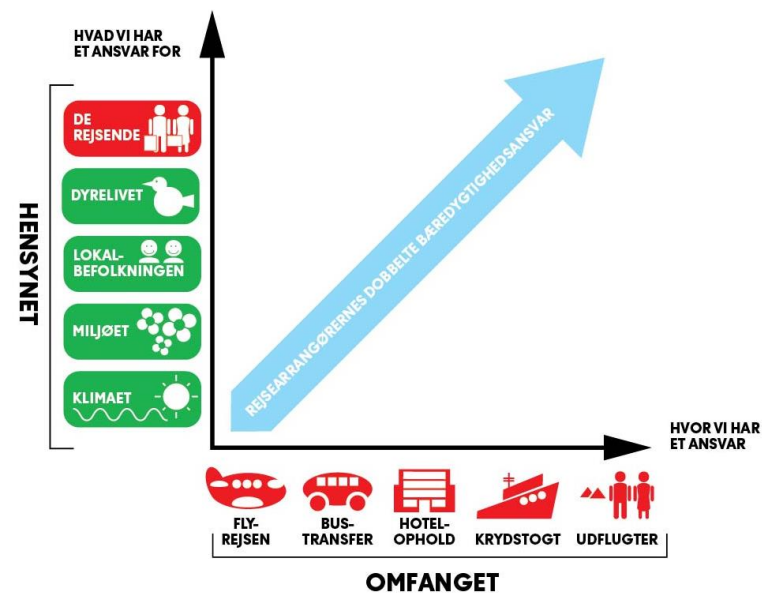 HVAD VI HAR
ET ANSVAR FOR
HENSYNET
DE
REJSENDE
DYRELIVET
LOKAL-
BEFOLKNINGEN
MILJØET
KLIMAET
REJSEARRANGØRERNES DOBBELTE BÆREDYGTIGHEDSANSVAR
HVOR VI HAR
ET ANSVAR
FLY-
REJSEN
BUS-
TRANSFER
HOTEL-
OPHOLD
KRYDSTOGT
UDFLUGTER
OMFANGET